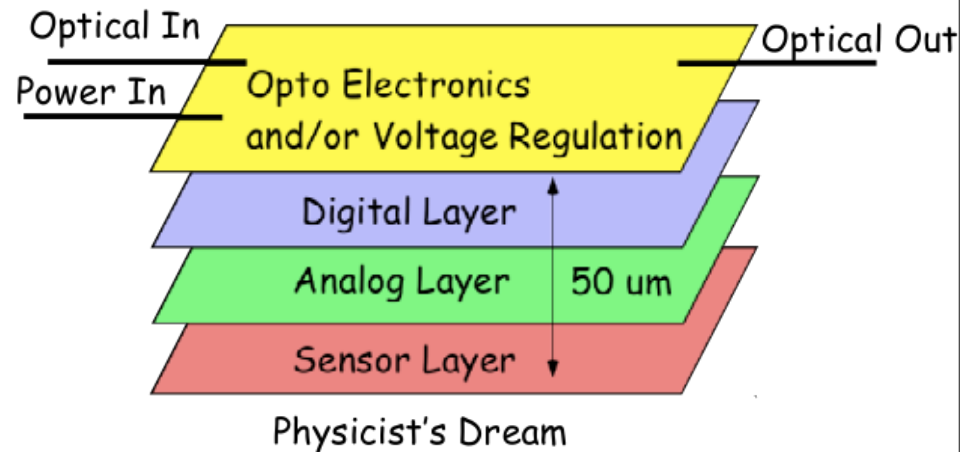 Optical In
Optical Out
Power In
Opto Electronics
and/or Voltage Regulation
Digital Layer
Analog Layer
50 um
Sensor Layer
Physicist's Dream